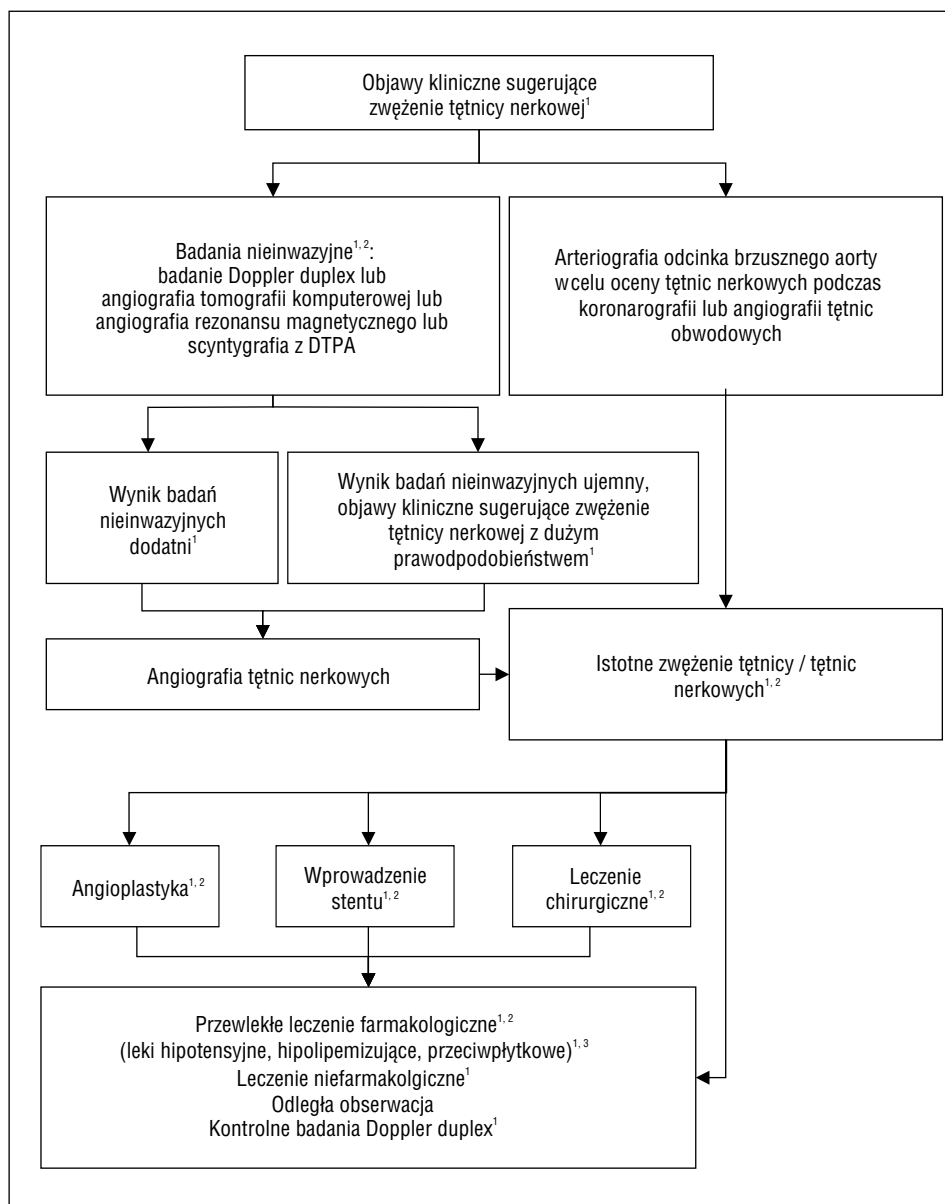 Objawy kliniczne sugerujące
zwężenie tętnicy nerkowej¹
Badania nieinwazyjne¹˒ ²:
badanie Doppler duplex lub
angiografia tomografii komputerowej lub
angiografia rezonansu magnetycznego lub
scyntygrafia z DTPA
Arteriografia odcinka brzusznego aorty
w celu oceny tętnic nerkowych podczas
koronarografii lub angiografii tętnic
obwodowych
Wynik badań
nieinwazyjnych
dodatni¹
Wynik badań nieinwazyjnych ujemny,
objawy kliniczne sugerujące zwężenie
tętnicy nerkowej z dużym
prawodpodobieństwem¹
Angiografia tętnic nerkowych
Istotne zwężenie tętnicy / tętnic
nerkowych¹˒ ²
Angioplastyka¹˒ ²
Wprowadzenie
stentu¹˒ ²
Leczenie
chirurgiczne¹˒ ²
Przewlekłe leczenie farmakologiczne¹˒ ²
(leki hipotensyjne, hipolipemizujące, przeciwpłytkowe)¹˒ ³
Leczenie niefarmakolgiczne¹
Odległa obserwacja
Kontrolne badania Doppler duplex¹